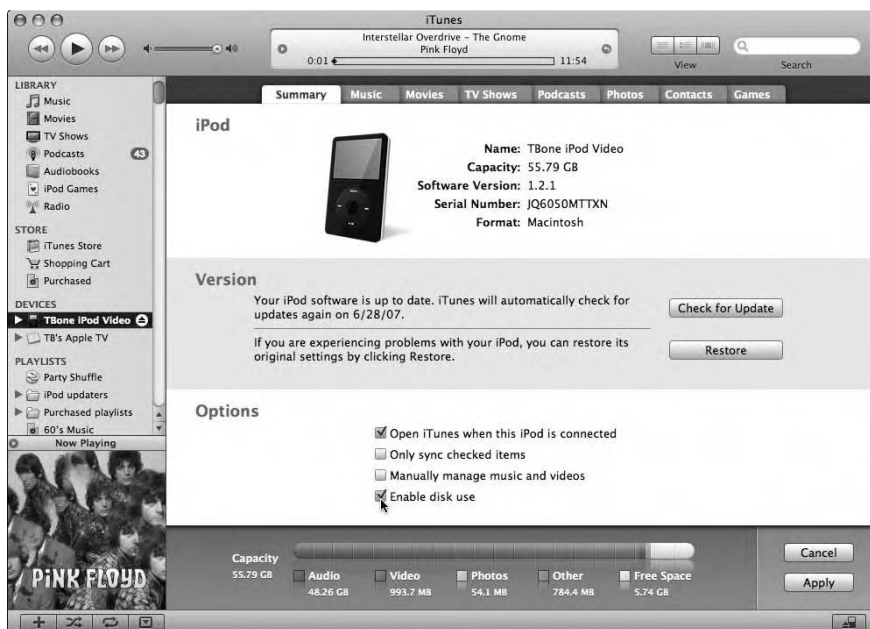 iTunes
Interstellar Overdrive – The Gnome
Pink Floyd
0:01
11:54
View
Search
LIBRARY
Music
Movies
TV Shows
Podcasts 43
Audiobooks
iPod Games
Radio
STORE
iTunes Store
Shopping Cart
Purchased
DEVICES
TBone iPod Video
TB's Apple TV
PLAYLISTS
Party Shuffle
iPod updaters
Purchased playlists
60's Music
Now Playing
PiNK FLOYD
Summary Music Movies TV Shows Podcasts Photos Contacts Games
iPod
Name: TBone iPod Video
Capacity: 55.79 GB
Software Version: 1.2.1
Serial Number: JQ6050MTTXN
Format: Macintosh
Version
Your iPod software is up to date. iTunes will automatically check for
updates again on 6/28/07.
Check for Update
If you are experiencing problems with your iPod, you can restore its
original settings by clicking Restore.
Restore
Options
Open iTunes when this iPod is connected
Only sync checked items
Manually manage music and videos
Enable disk use
Capacity
55.79 GB
Audio
48.26 GB
Video
993.7 MB
Photos
54.1 MB
Other
784.4 MB
Free Space
5.74 GB
Cancel
Apply